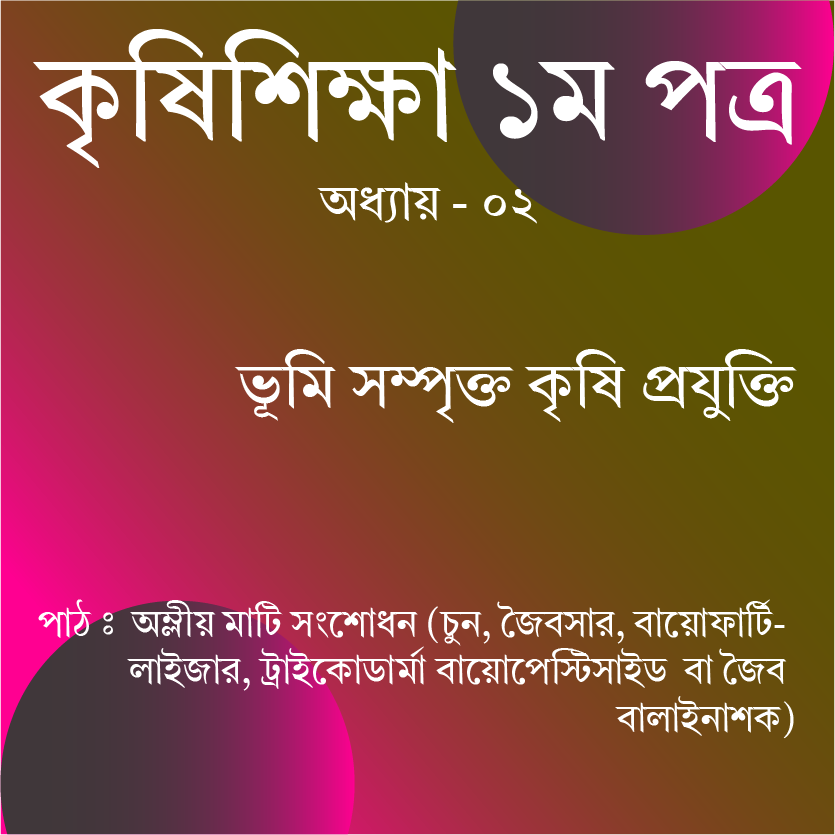 কৃষিশিক্ষা ১ম পত্র
অধ্যায় - ০২
ভূমি সম্পৃক্ত কৃষি প্রযুক্তি
পাঠ ঃ অম্লীয় মাটি সংশোধন (চুন, জৈবসার, বায়োফার্টি-
লাইজার, ট্রাইকোডার্মা বায়োপেস্টিসাইড বা জৈব
বালাইনাশক)